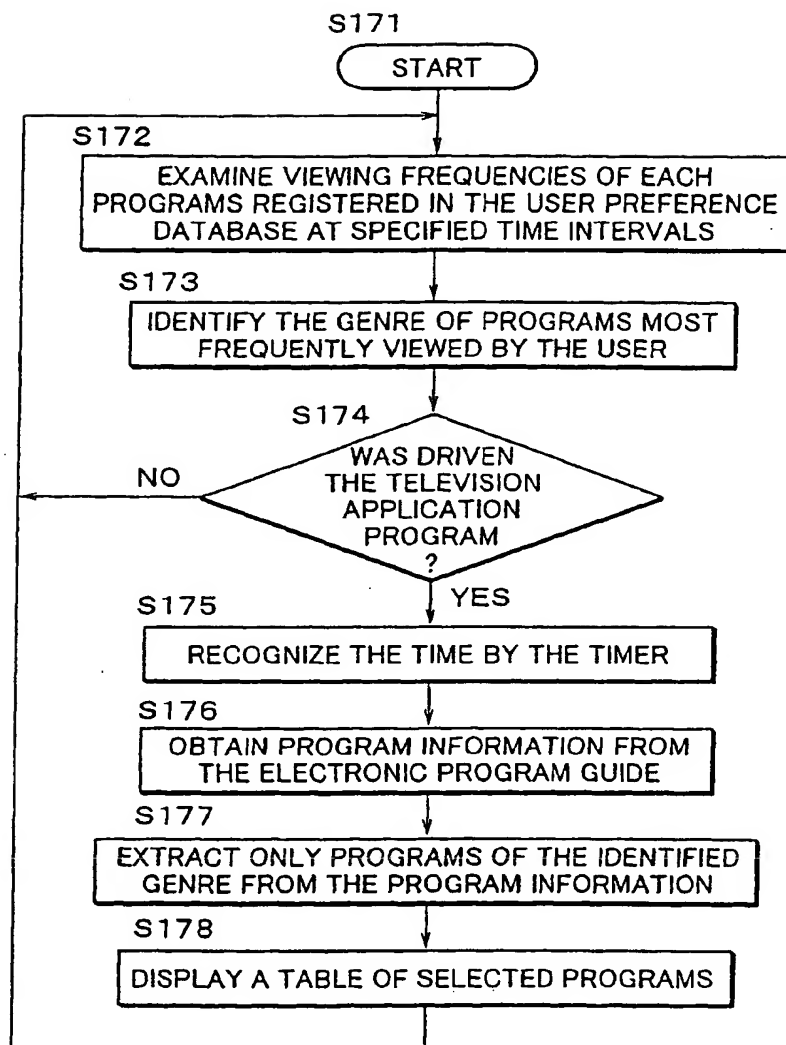 S171
START
S172
EXAMINE VIEWING FREQUENCIES OF EACH
PROGRAMS REGISTERED IN THE USER PREFERENCE
DATABASE AT SPECIFIED TIME INTERVALS
S173
IDENTIFY THE GENRE OF PROGRAMS MOST
FREQUENTLY VIEWED BY THE USER
S174
WAS DRIVEN
THE TELEVISION
APPLICATION
PROGRAM
?
NO
YES
S175
RECOGNIZE THE TIME BY THE TIMER
S176
OBTAIN PROGRAM INFORMATION FROM
THE ELECTRONIC PROGRAM GUIDE
S177
EXTRACT ONLY PROGRAMS OF THE IDENTIFIED
GENRE FROM THE PROGRAM INFORMATION
S178
DISPLAY A TABLE OF SELECTED PROGRAMS